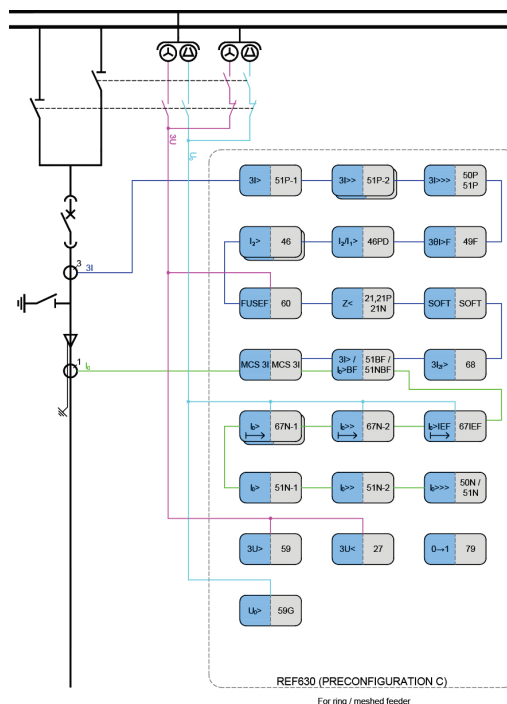 3U
U₀
3I> 51P-1
3I>> 51P-2
3I>>> 50P
51P
I₂> 46
I₂/I₁> 46PD
3θI>F 49F
3
3I
FUSEF 60
Z< 21,21P
21N
SOFT SOFT
MCS 3I MCS 3I
3I> /
I₀>BF
51BF /
51NBF
3I₂f> 68
1
I₀
I₀> 67N-1
I₀>> 67N-2
I₀>IEF 67IEF
I₀> 51N-1
I₀>> 51N-2
I₀>>> 50N /
51N
3U> 59
3U< 27
0→1 79N
U₀> 59G
REF630 (PRECONFIGURATION C)
For ring / meshed feeder